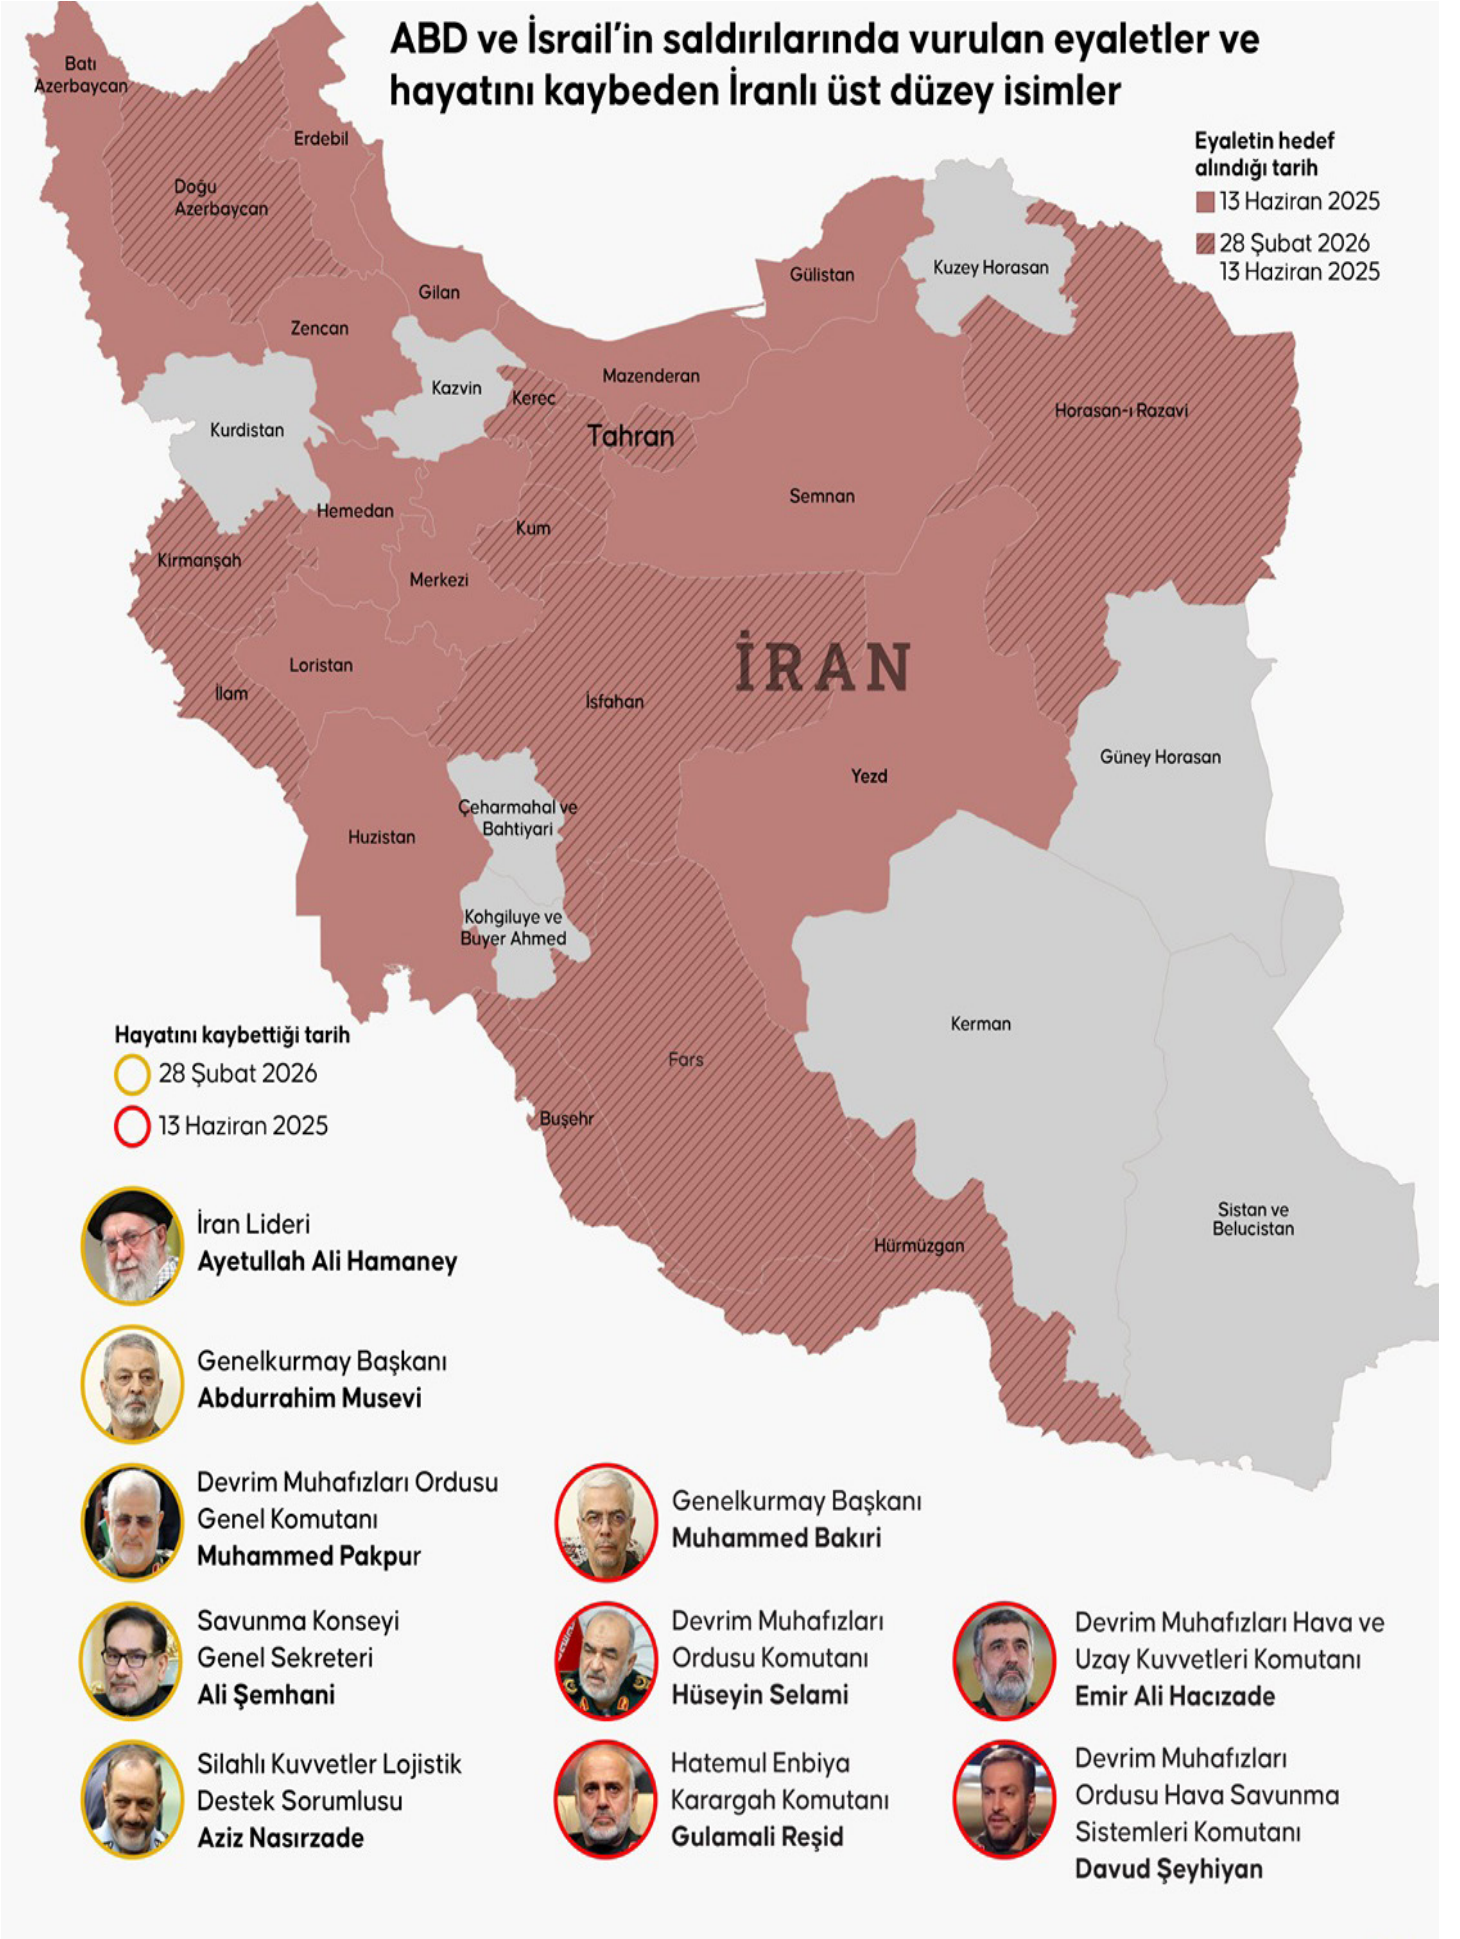 ABD ve İsrail’in saldırılarında vurulan eyaletler ve
hayatını kaybeden İranlı üst düzey isimler
Eyaletin hedef
alındığı tarih
13 Haziran 2025
28 Şubat 2026
13 Haziran 2025
Batı
Azerbaycan
Erdebil
Doğu
Azerbaycan
Gülistan
Kuzey Horasan
Gilan
Zencan
Mazenderan
Kazvin
Kerec
Horasan-ı Razavi
Kurdistan
Tahran
Semnan
Hemedan
Kum
Kirmanşah
Merkezi
İRAN
Loristan
İlam
İsfahan
Güney Horasan
Yezd
Çeharmahal ve
Bahtiyari
Huzistan
Kohgiluye ve
Buyer Ahmed
Kerman
Fars
Buşehr
Sistan ve
Belucistan
Hürmüzgan
Hayatını kaybettiği tarih
28 Şubat 2026
13 Haziran 2025
İran Lideri
Ayetullah Ali Hamaney
Genelkurmay Başkanı
Abdurrahim Musevi
Devrim Muhafızları Ordusu
Genel Komutanı
Muhammed Pakpur
Savunma Konseyi
Genel Sekreteri
Ali Şemhani
Silahlı Kuvvetler Lojistik
Destek Sorumlusu
Aziz Nasırzade
Genelkurmay Başkanı
Muhammed Bakıri
Devrim Muhafızları
Ordusu Komutanı
Hüseyin Selami
Hatemul Enbiya
Karargah Komutanı
Gulamali Reşid
Devrim Muhafızları Hava ve
Uzay Kuvvetleri Komutanı
Emir Ali Hacızade
Devrim Muhafızları
Ordusu Hava Savunma
Sistemleri Komutanı
Davud Şeyhiyan